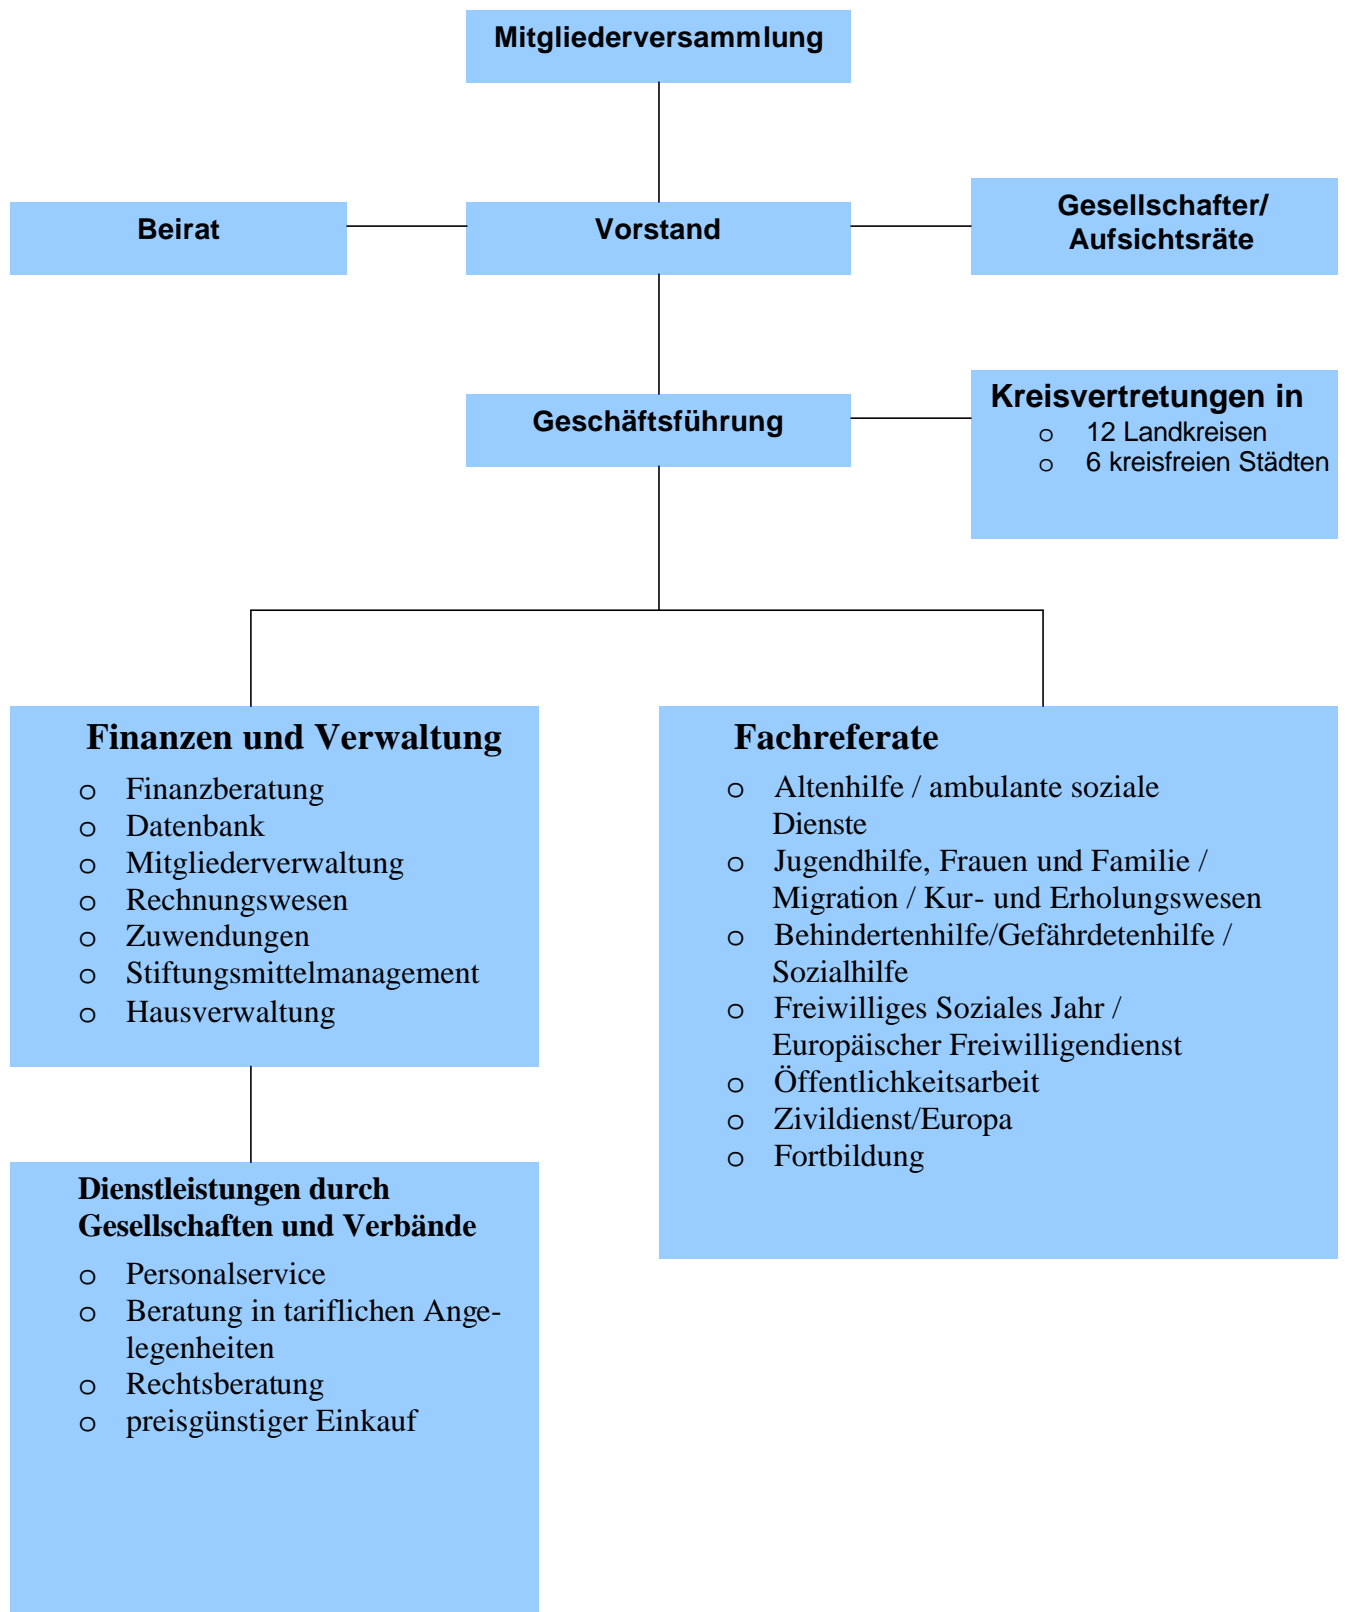 Mitgliederversammlung
Beirat
Vorstand
Gesellschafter/
Aufsichtsräte
Geschäftsführung
Kreisvertretungen in
o 12 Landkreisen
o 6 kreisfreien Städten
Finanzen und Verwaltung
o Finanzberatung
o Datenbank
o Mitgliederverwaltung
o Rechnungswesen
o Zuwendungen
o Stiftungsmittelmanagement
o Hausverwaltung
Fachreferate
o Altenhilfe / ambulante soziale
Dienste
o Jugendhilfe, Frauen und Familie /
Migration / Kur- und Erholungswesen
o Behindertenhilfe/Gefährdetenhilfe /
Sozialhilfe
o Freiwilliges Soziales Jahr /
Europäischer Freiwilligendienst
o Öffentlichkeitsarbeit
o Zivildienst/Europa
o Fortbildung
Dienstleistungen durch
Gesellschaften und Verbände
o Personalservice
o Beratung in tariflichen Ange-
legenheiten
o Rechtsberatung
o preisgünstiger Einkauf